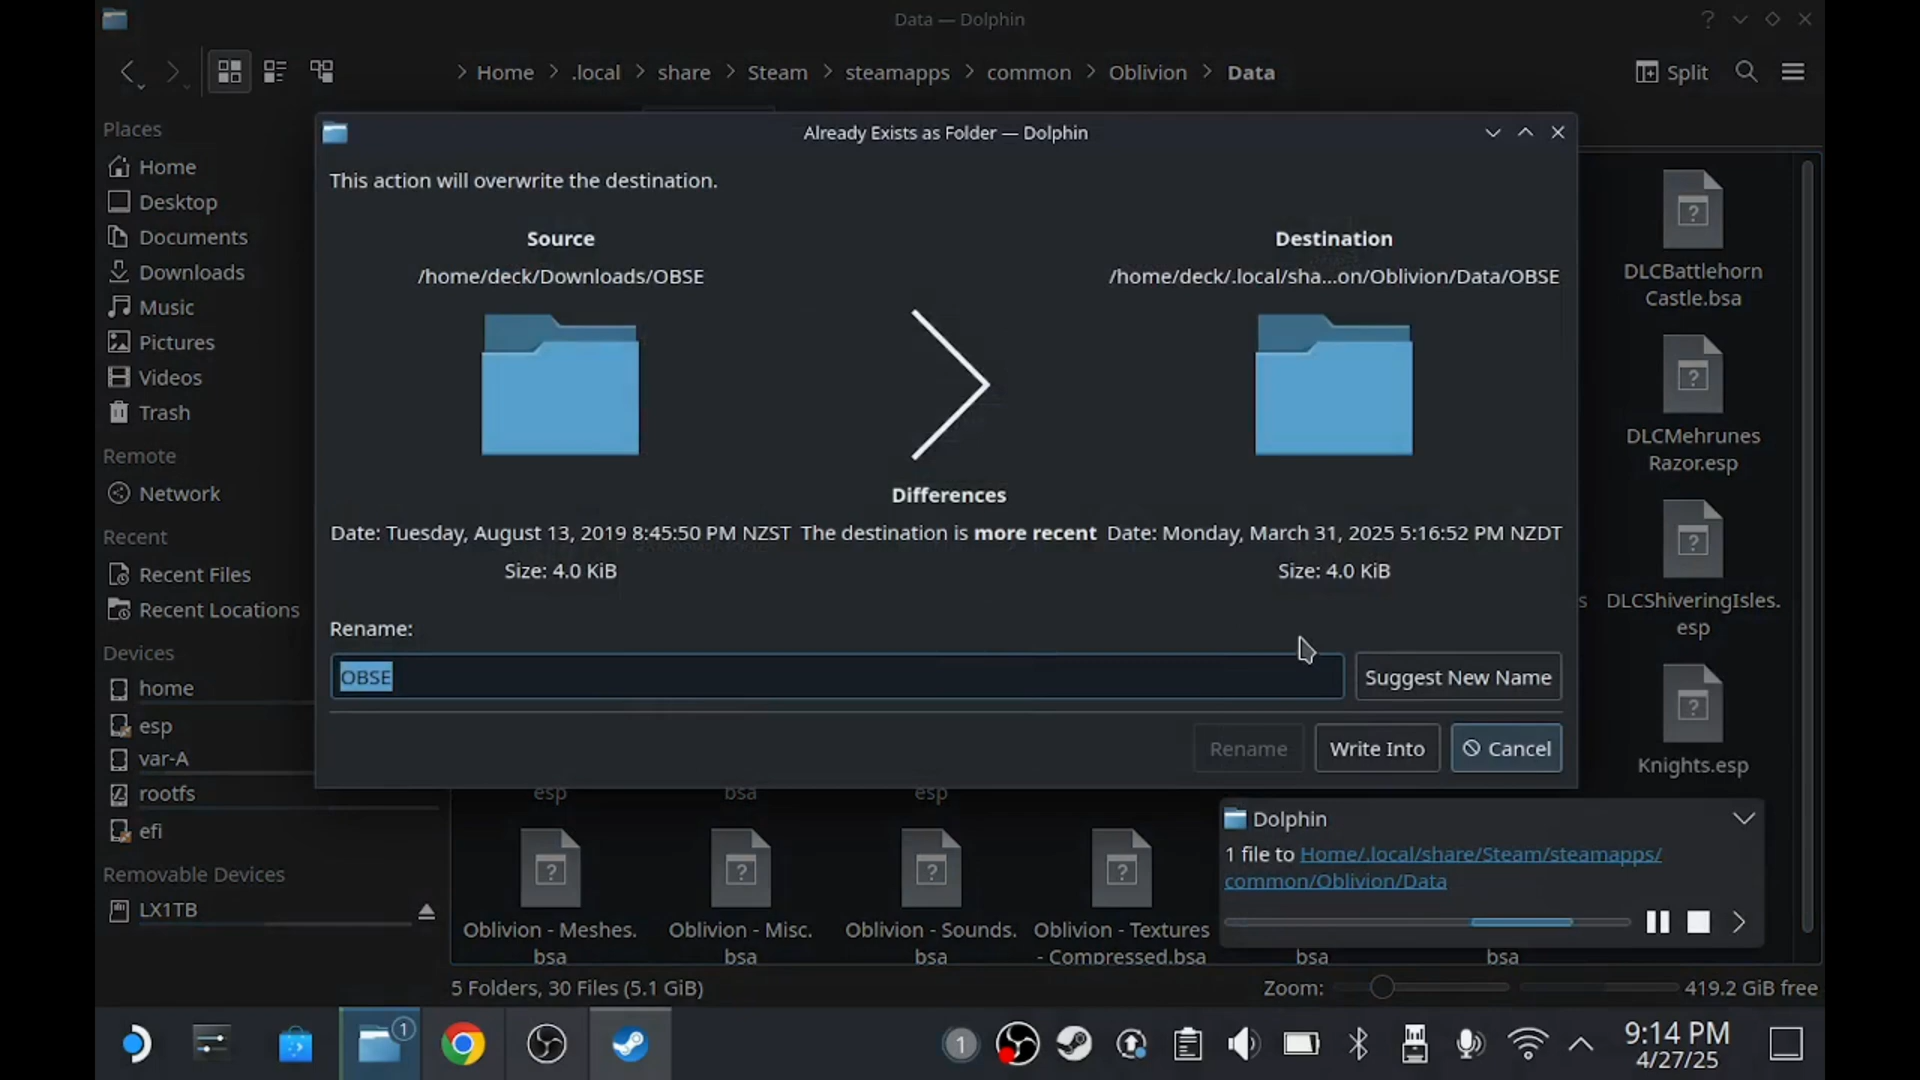 Data — Dolphin
Home
.local
share
Steam
steamapps
common
Oblivion
Data
Split
Places
Home
Desktop
Documents
Downloads
Music
Pictures
Videos
Trash
Remote
Network
Recent
Recent Files
Recent Locations
Devices
home
esp
var-A
rootfs
efi
Removable Devices
LX1TB
Already Exists as Folder — Dolphin
This action will overwrite the destination.
Source
Destination
/home/deck/Downloads/OBSE
/home/deck/.local/sha...on/Oblivion/Data/OBSE
Differences
Date: Tuesday, August 13, 2019 8:45:50 PM NZST
The destination is more recent
Date: Monday, March 31, 2025 5:16:52 PM NZDT
Size: 4.0 KiB
Size: 4.0 KiB
Rename:
OBSE
Suggest New Name
Rename
Write Into
Cancel
DLCBattlehorn
Castle.bsa
DLCMehrunes
Razor.esp
DLCShiveringIsles.
esp
Knights.esp
esp
bsa
esp
Oblivion - Meshes.
bsa
Oblivion - Misc.
bsa
Oblivion - Sounds.
bsa
Oblivion - Textures
- Compressed.bsa
bsa
bsa
Dolphin
1 file to Home/.local/share/Steam/steamapps/
common/Oblivion/Data
5 Folders, 30 Files (5.1 GiB)
Zoom:
419.2 GiB free
1
1
9:14 PM
4/27/25